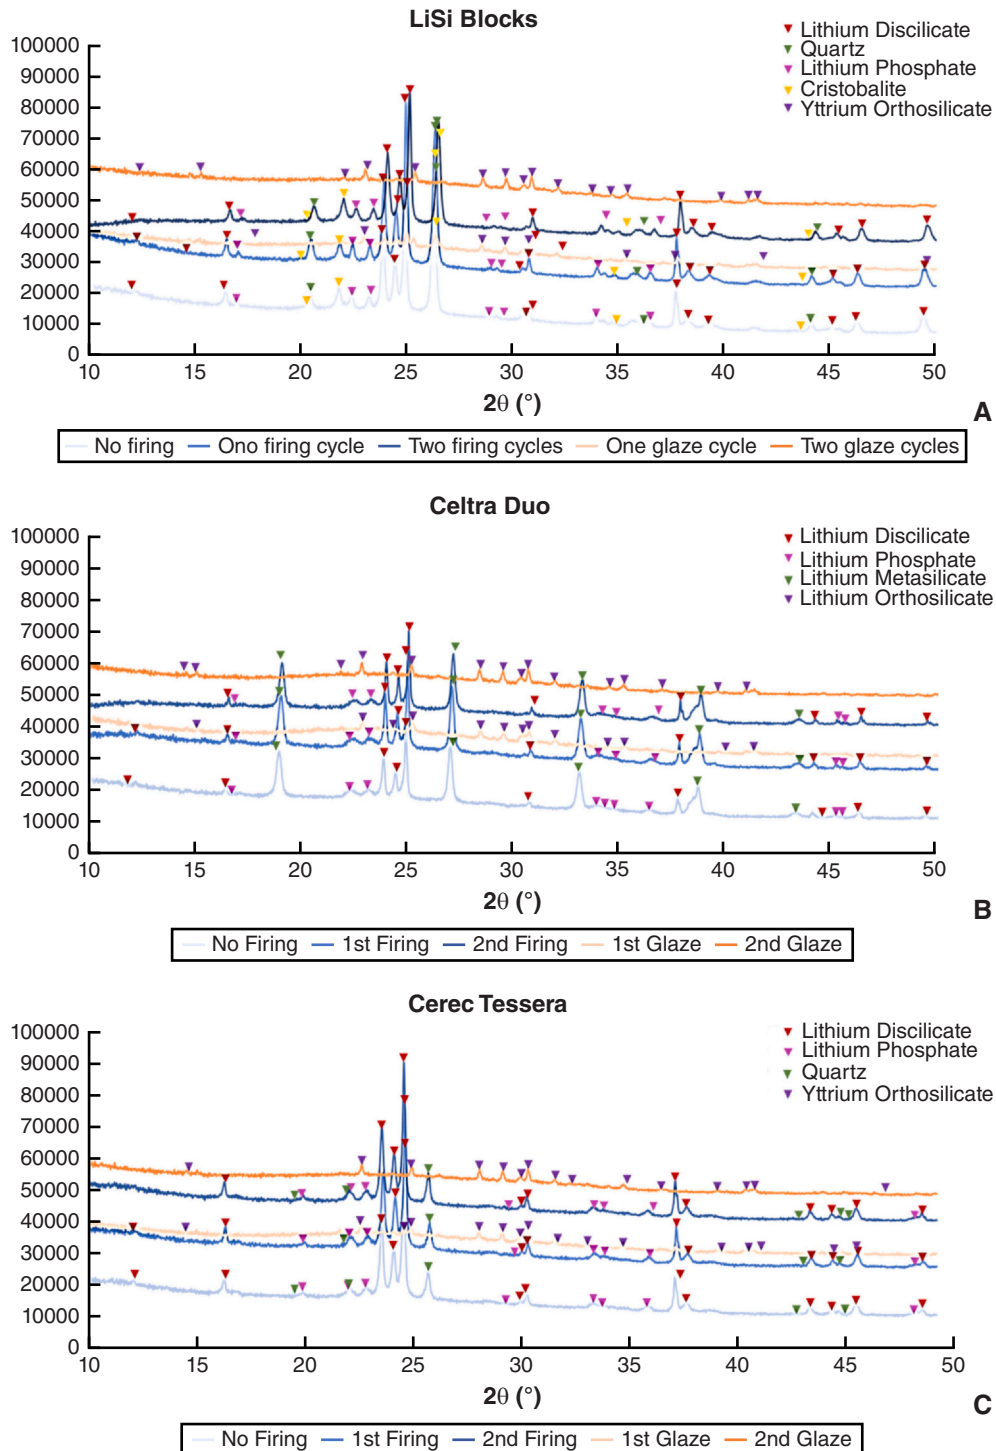 LiSi Blocks
100000
90000
80000
70000
60000
50000
40000
30000
20000
10000
0
Lithium Discilicate
Quartz
Lithium Phosphate
Cristobalite
Yttrium Orthosilicate
10 15 20 25 30 35 40 45 50
2θ (°)
A
No firing Ono firing cycle Two firing cycles One glaze cycle Two glaze cycles
Celtra Duo
100000
90000
80000
70000
60000
50000
40000
30000
20000
10000
0
Lithium Discilicate
Lithium Phosphate
Lithium Metasilicate
Lithium Orthosilicate
10 15 20 25 30 35 40 45 50
2θ (°)
B
No Firing 1st Firing 2nd Firing 1st Glaze 2nd Glaze
Cerec Tessera
100000
90000
80000
70000
60000
50000
40000
30000
20000
10000
0
Lithium Discilicate
Lithium Phosphate
Quartz
Yttrium Orthosilicate
10 15 20 25 30 35 40 45 50
2θ (°)
C
No Firing 1st Firing 2nd Firing 1st Glaze 2nd Glaze